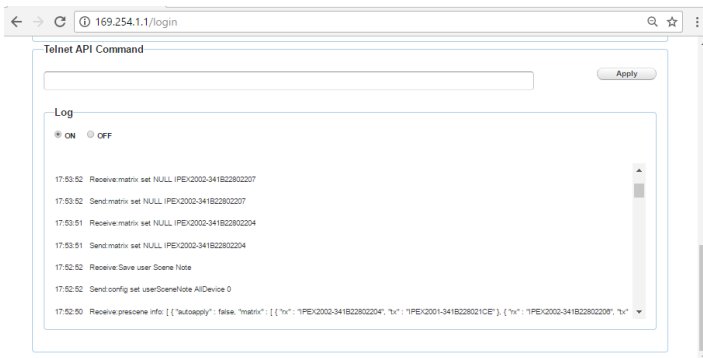 169.254.1.1/login
Telnet API Command
Apply
Log
ON OFF
17:53:52 Receive:matrix set NULL IPEX2002-341B22802207
17:53:52 Send:matrix set NULL IPEX2002-341B22802207
17:53:51 Receive:matrix set NULL IPEX2002-341B22802204
17:53:51 Send:matrix set NULL IPEX2002-341B22802204
17:52:52 Receive:Save user Scene Note
17:52:52 Send:config set userSceneNote AllDevice 0
17:52:50 Receive:prescene info: [ { "autoapply" : false, "matrix" : [ { "rx" : "IPEX2002-341B22802204", "tx" : "IPEX2001-341B228021CE" }, { "rx" : "IPEX2002-341B22802206", "tx"